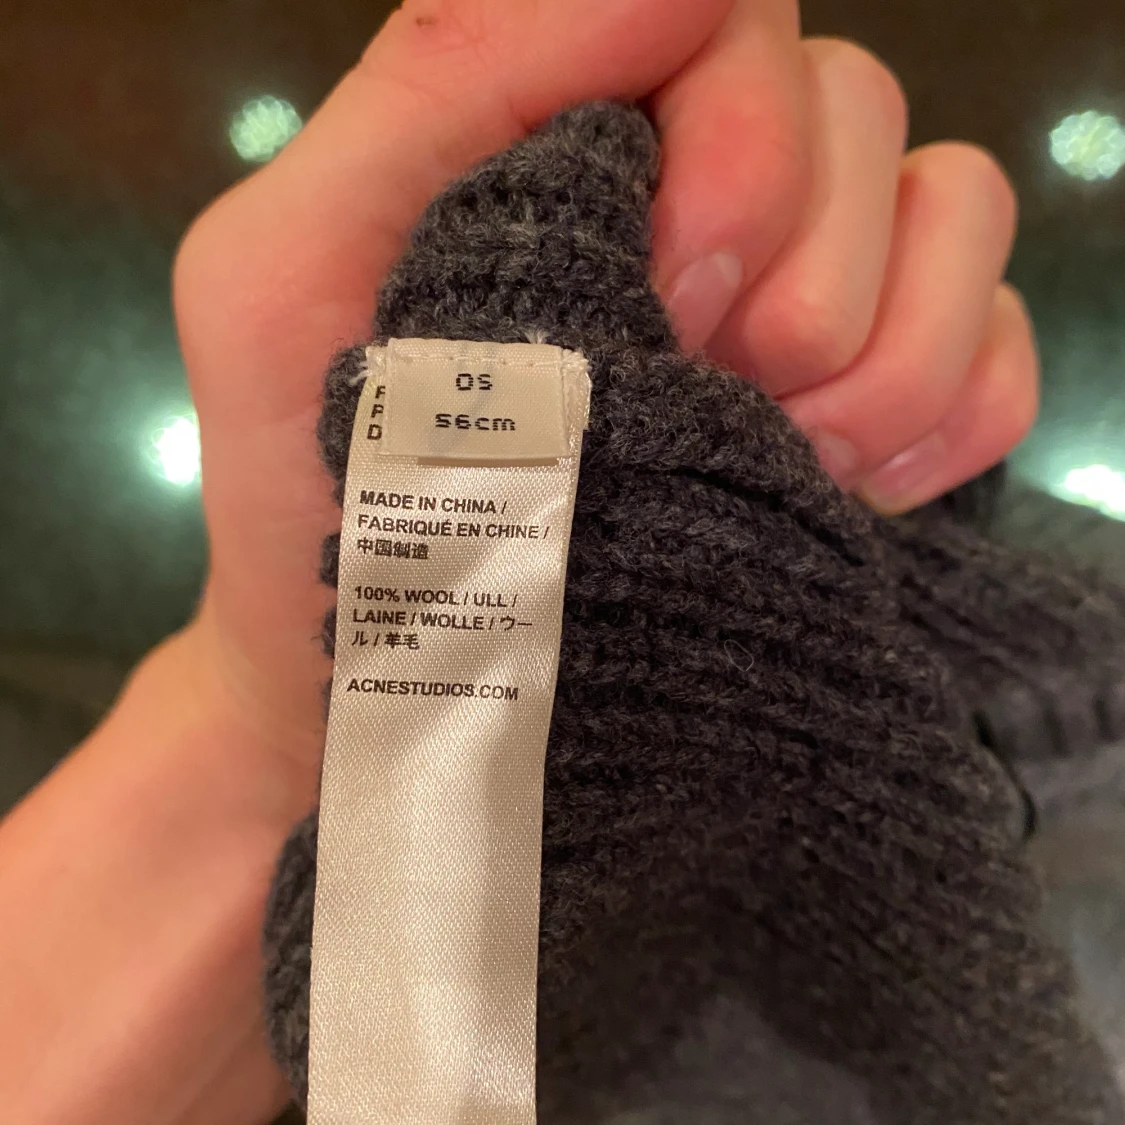 OS
56cm
P
D
MADE IN CHINA /
FABRIQUÉ EN CHINE /
中国制造
100% WOOL / ULL /
LAINE / WOLLE / ウー
ル / 羊毛
ACNESTUDIOS.COM